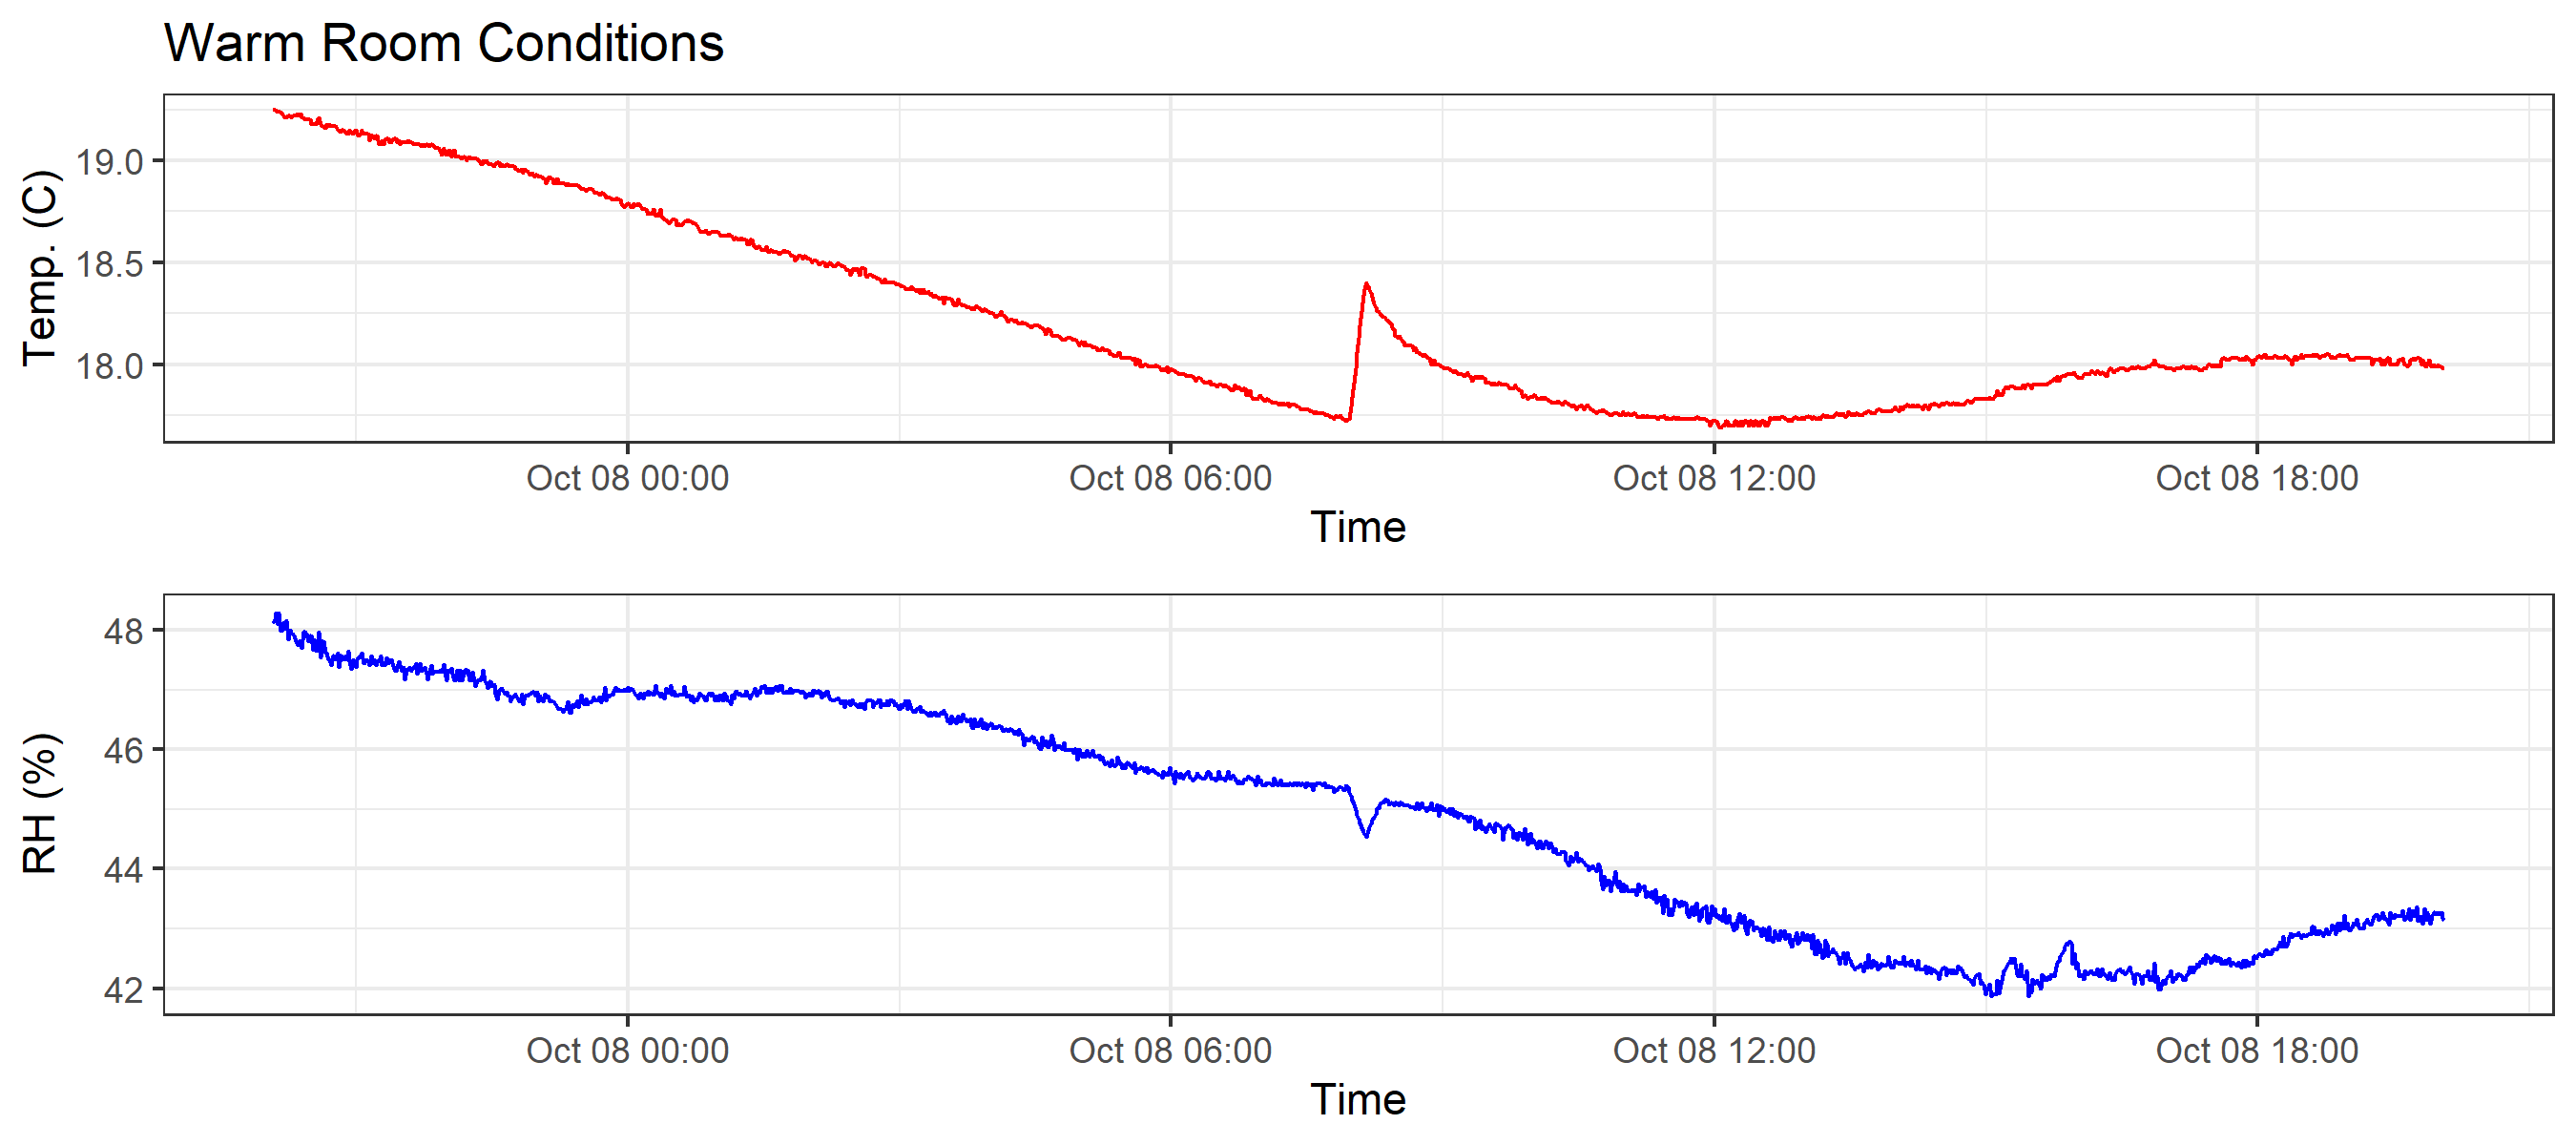 Warm Room Conditions
Temp. (C)
19.0
18.5
18.0
Oct 08 00:00 Oct 08 06:00 Oct 08 12:00 Oct 08 18:00
Time
RH (%)
48
46
44
42
Oct 08 00:00 Oct 08 06:00 Oct 08 12:00 Oct 08 18:00
Time